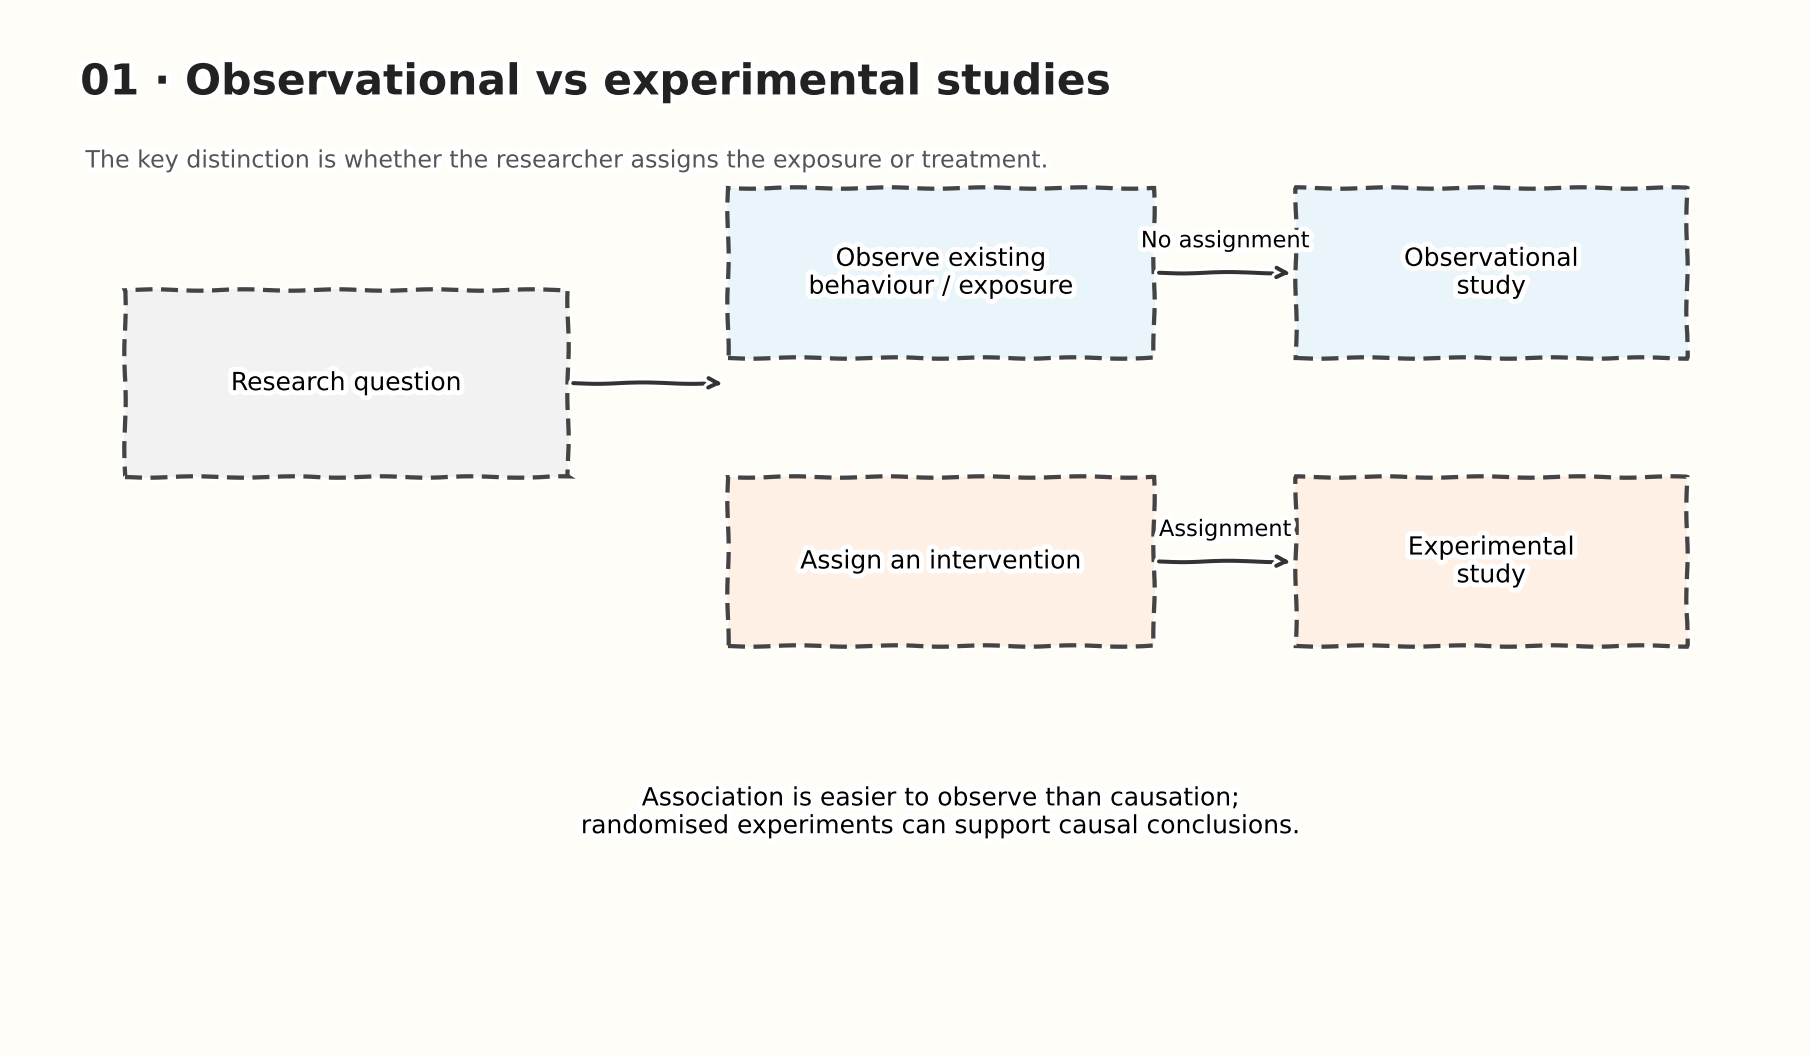 01 · Observational vs experimental studies
The key distinction is whether the researcher assigns the exposure or treatment.
Research question
Observe existing
behaviour / exposure
No assignment
Observational
study
Assign an intervention
Assignment
Experimental
study
Association is easier to observe than causation;
randomised experiments can support causal conclusions.